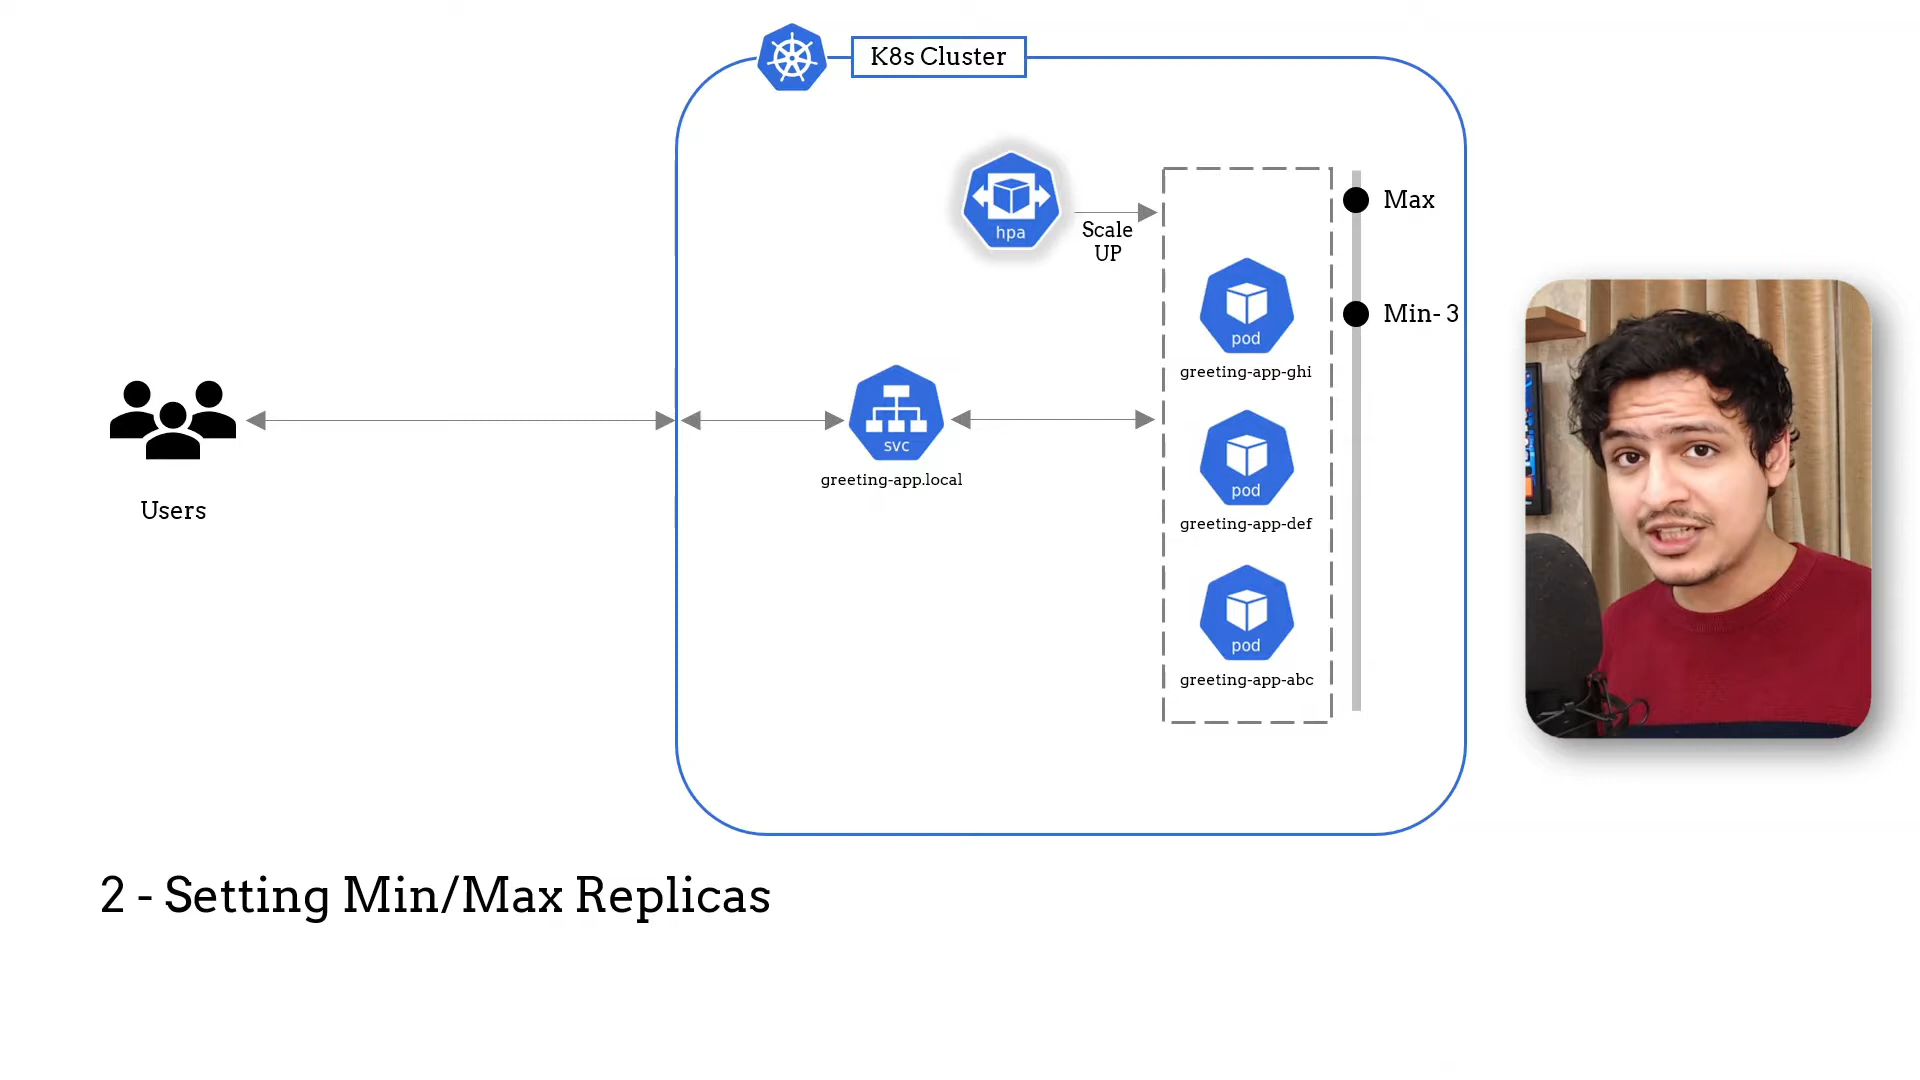 K8s Cluster
hpa
Scale
UP
Max
Min- 3
pod
greeting-app-ghi
svc
greeting-app.local
pod
greeting-app-def
Users
pod
greeting-app-abc
2 - Setting Min/Max Replicas